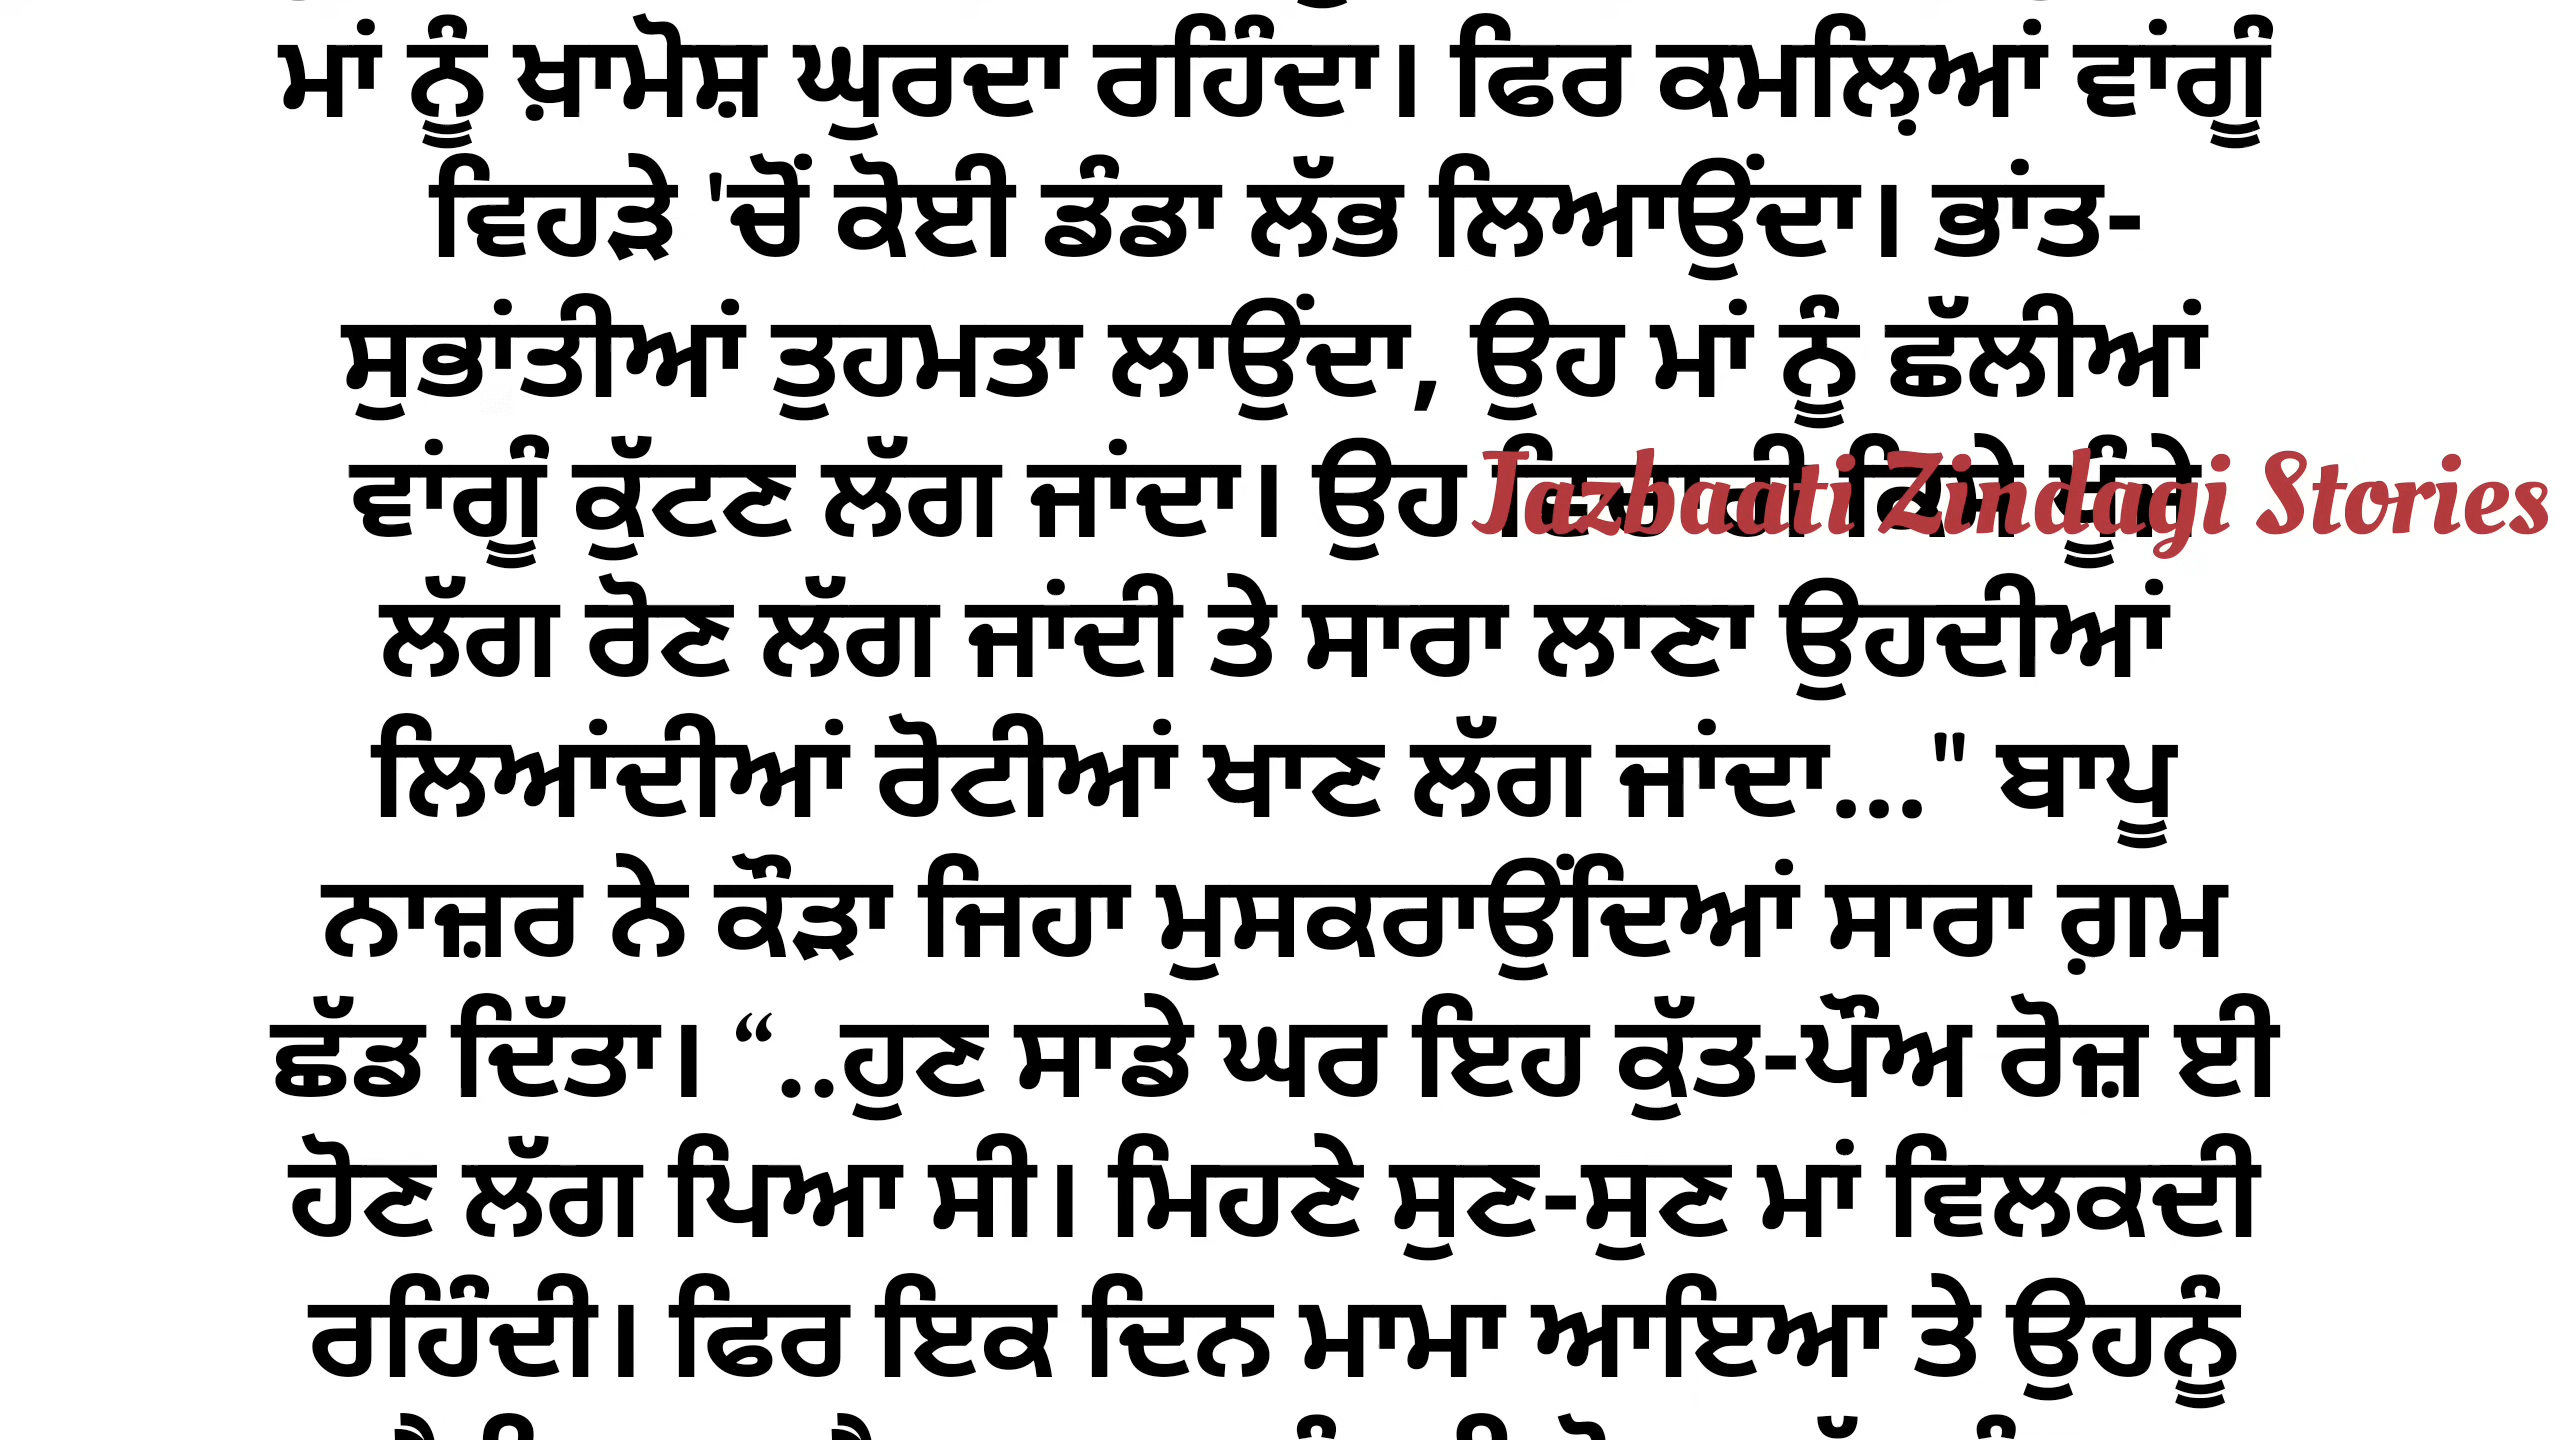 ਮਾਂ ਨੂੰ ਖ਼ਾਮੋਸ਼ ਘੁਰਦਾ ਰਹਿੰਦਾ। ਫਿਰ ਕਮਲਿ਼ਆਂ ਵਾਂਗੂੰ
ਵਿਹੜੇ 'ਚੋਂ ਕੋਈ ਡੰਡਾ ਲੱਭ ਲਿਆਉਂਦਾ। ਭਾਂਤ-
ਸੁਭਾਂਤੀਆਂ ਤੁਹਮਤਾ ਲਾਉਂਦਾ, ਉਹ ਮਾਂ ਨੂੰ ਛੱਲੀਆਂ
ਵਾਂਗੂੰ ਕੁੱਟਣ ਲੱਗ ਜਾਂਦਾ। ਉਹ
Jazbaati Zindagi Stories
ਲੱਗ ਰੋਣ ਲੱਗ ਜਾਂਦੀ ਤੇ ਸਾਰਾ ਲਾਣਾ ਉਹਦੀਆਂ
ਲਿਆਂਦੀਆਂ ਰੋਟੀਆਂ ਖਾਣ ਲੱਗ ਜਾਂਦਾ..." ਬਾਪੂ
ਨਾਜ਼ਰ ਨੇ ਕੌੜਾ ਜਿਹਾ ਮੁਸਕਰਾਉਂਦਿਆਂ ਸਾਰਾ ਗ਼ਮ
ਛੱਡ ਦਿੱਤਾ। “..ਹੁਣ ਸਾਡੇ ਘਰ ਇਹ ਕੁੱਤ-ਪੌਅ ਰੋਜ਼ ਈ
ਹੋਣ ਲੱਗ ਪਿਆ ਸੀ। ਮਿਹਣੇ ਸੁਣ-ਸੁਣ ਮਾਂ ਵਿਲਕਦੀ
ਰਹਿੰਦੀ। ਫਿਰ ਇਕ ਦਿਨ ਮਾਮਾ ਆਇਆ ਤੇ ਉਹਨੂੰ